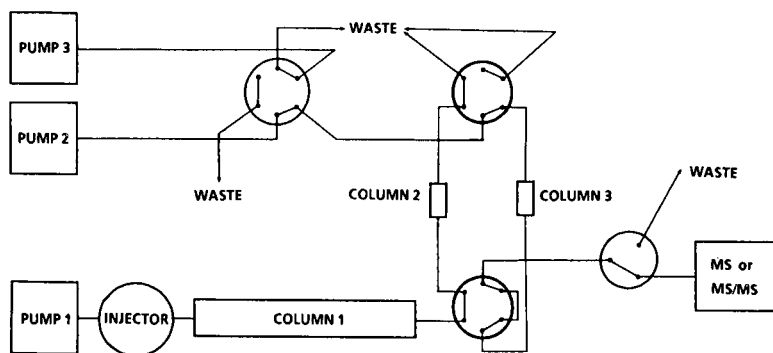 PUMP 3
WASTE
PUMP 2
WASTE
COLUMN 2
COLUMN 3
WASTE
PUMP 1
INJECTOR
COLUMN 1
MS or
MS/MS